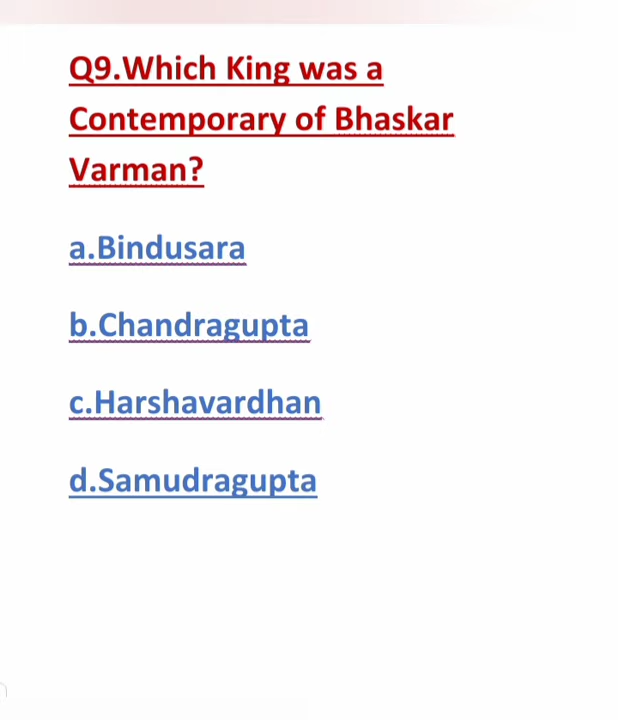 Q9.Which King was a
Contemporary of Bhaskar
Varman?
a.Bindusara
b.Chandragupta
c.Harshavardhan
d.Samudragupta